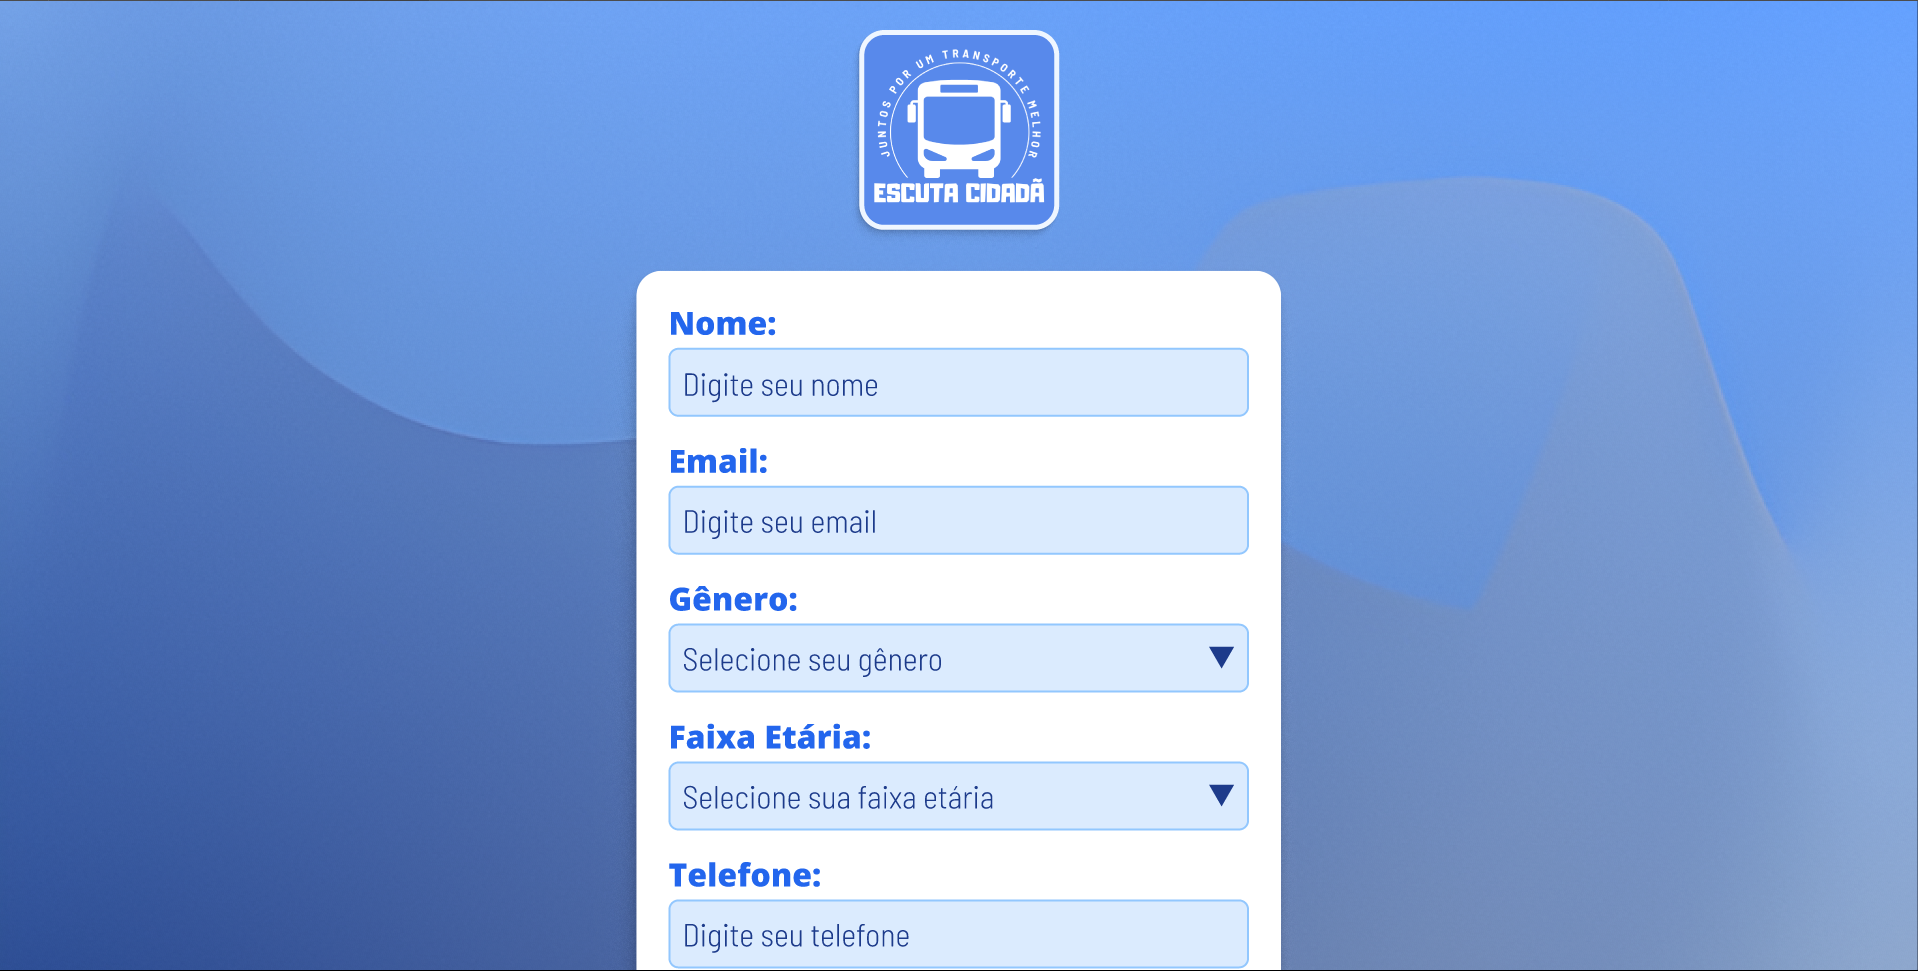 JUNTOS POR UM TRANSPORTE MELHOR
ESCUTA CIDADÃ
Nome:
Digite seu nome
Email:
Digite seu email
Gênero:
Selecione seu gênero
Faixa Etária:
Selecione sua faixa etária
Telefone:
Digite seu telefone